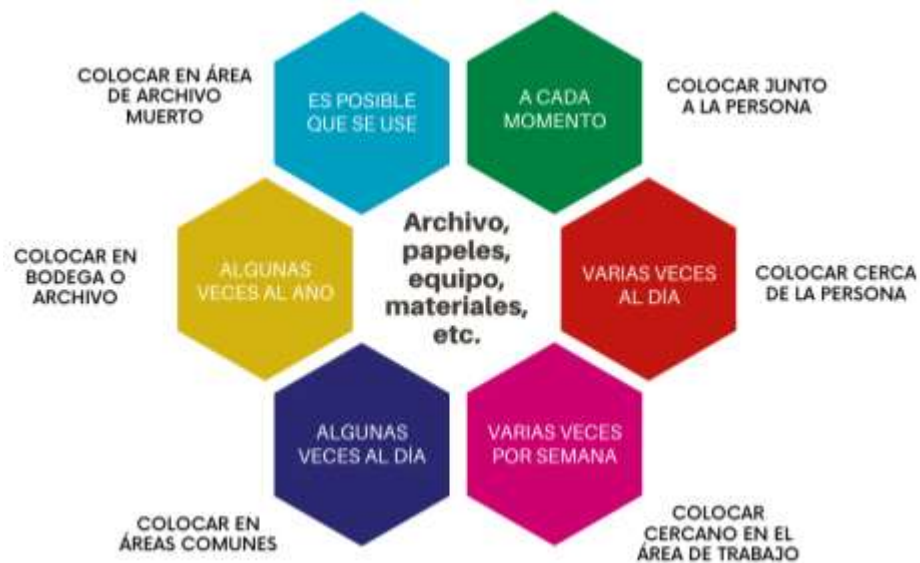 COLOCAR EN ÁREA
DE ARCHIVO
MUERTO
ES POSIBLE
QUE SE USE
A CADA
MOMENTO
COLOCAR JUNTO
A LA PERSONA
COLOCAR EN
BODEGA O
ARCHIVO
ALGUNAS
VECES AL AÑO
Archivo,
papeles,
equipo,
materiales,
etc.
VARIAS VECES
AL DÍA
COLOCAR CERCA
DE LA PERSONA
ALGUNAS
VECES AL DÍA
VARIAS VECES
POR SEMANA
COLOCAR EN
ÁREAS COMUNES
COLOCAR
CERCANO EN EL
ÁREA DE TRABAJO